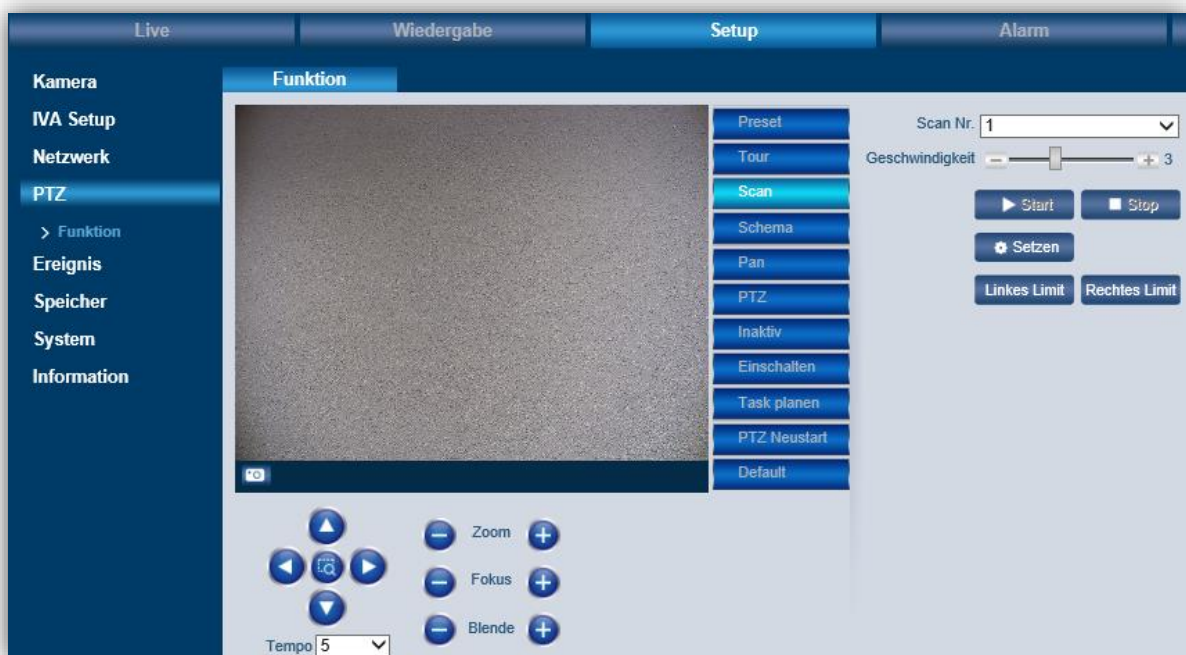 Live
Wiedergabe
Setup
Alarm
Kamera
IVA Setup
Netzwerk
PTZ
Funktion
Ereignis
Speicher
System
Information
Funktion
Preset
Tour
Scan
Schema
Pan
PTZ
Inaktiv
Einschalten
Task planen
PTZ Neustart
Default
Scan Nr. 1
Geschwindigkeit 3
Start Stop
Setzen
Linkes Limit Rechtes Limit
Zoom
Fokus
Blende
Tempo 5